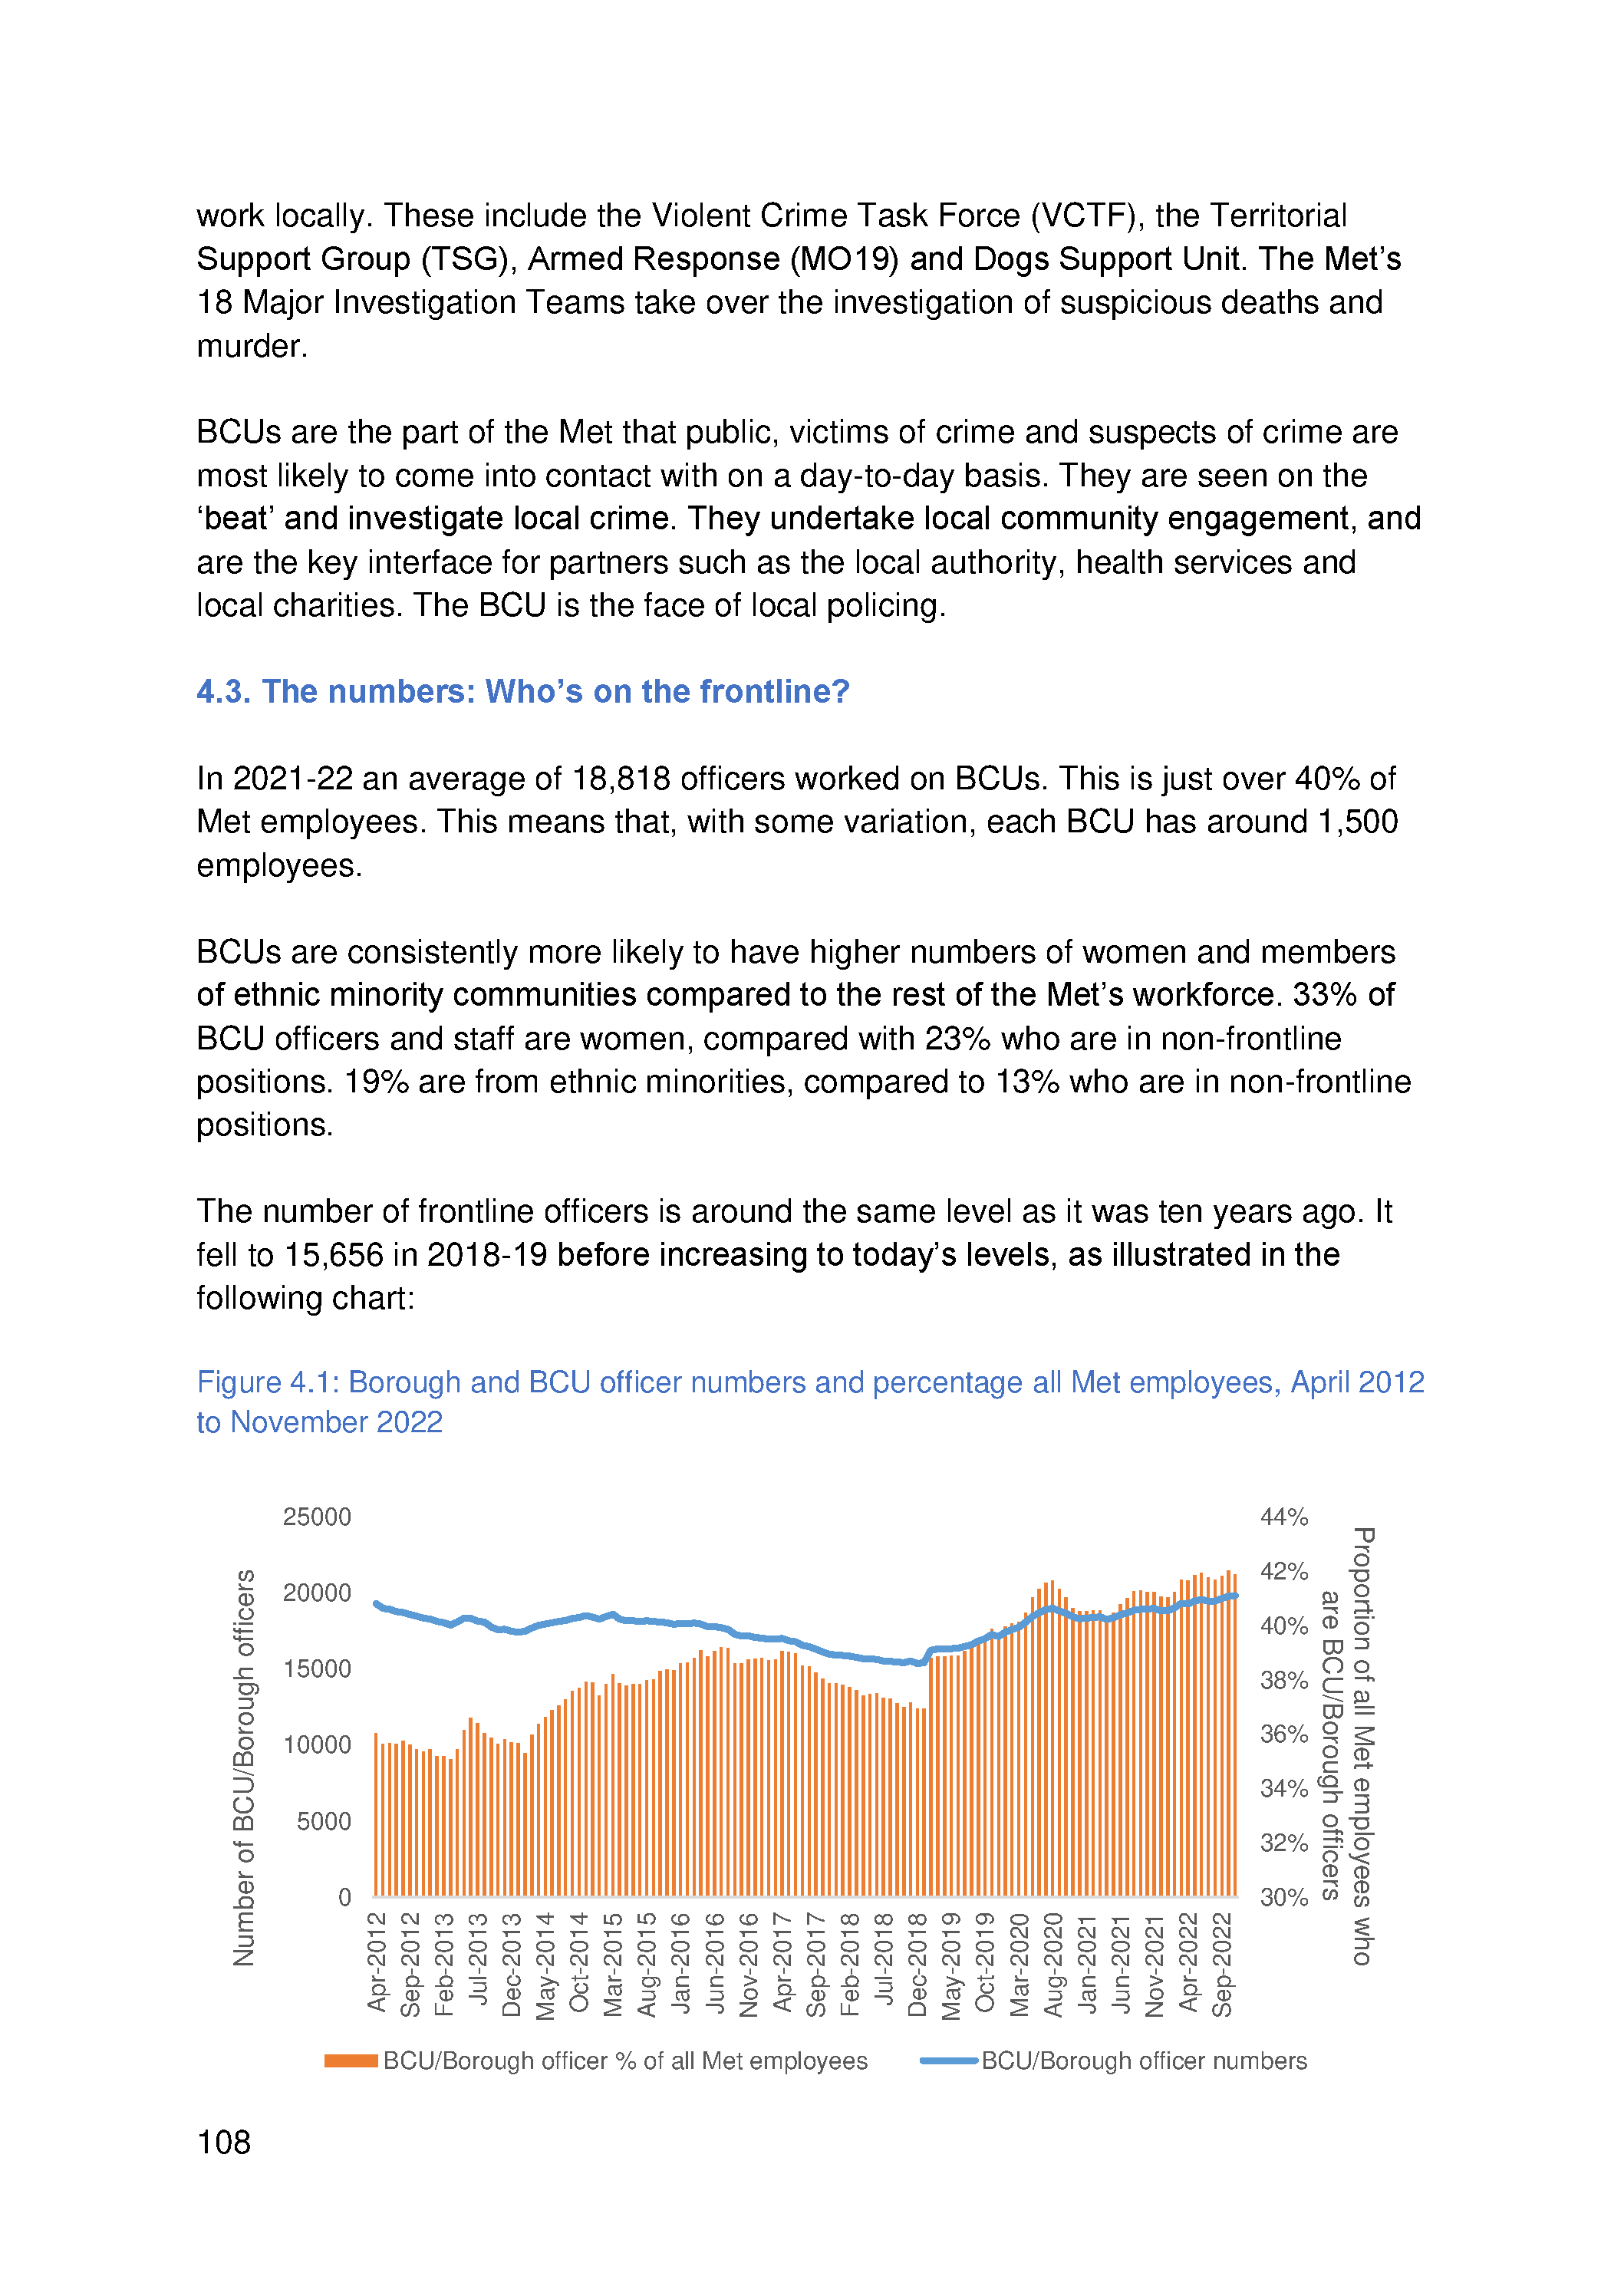 work locally. These include the Violent Crime Task Force (VCTF), the Territorial
Support Group (TSG), Armed Response (MO19) and Dogs Support Unit. The Met’s
18 Major Investigation Teams take over the investigation of suspicious deaths and
murder.
BCUs are the part of the Met that public, victims of crime and suspects of crime are
most likely to come into contact with on a day-to-day basis. They are seen on the
‘beat’ and investigate local crime. They undertake local community engagement, and
are the key interface for partners such as the local authority, health services and
local charities. The BCU is the face of local policing.
4.3. The numbers: Who’s on the frontline?
In 2021-22 an average of 18,818 officers worked on BCUs. This is just over 40% of
Met employees. This means that, with some variation, each BCU has around 1,500
employees.
BCUs are consistently more likely to have higher numbers of women and members
of ethnic minority communities compared to the rest of the Met’s workforce. 33% of
BCU officers and staff are women, compared with 23% who are in non-frontline
positions. 19% are from ethnic minorities, compared to 13% who are in non-frontline
positions.
The number of frontline officers is around the same level as it was ten years ago. It
fell to 15,656 in 2018-19 before increasing to today’s levels, as illustrated in the
following chart:
Figure 4.1: Borough and BCU officer numbers and percentage all Met employees, April 2012
to November 2022
Number of BCU/Borough officers
25000
20000
15000
10000
5000
0
44%
42%
40%
38%
36%
34%
32%
30%
Proportion of all Met employees who
are BCU/Borough officers
Apr-2012
Sep-2012
Feb-2013
Jul-2013
Dec-2013
May-2014
Oct-2014
Mar-2015
Aug-2015
Jan-2016
Jun-2016
Nov-2016
Apr-2017
Sep-2017
Feb-2018
Jul-2018
Dec-2018
May-2019
Oct-2019
Mar-2020
Aug-2020
Jan-2021
Jun-2021
Nov-2021
Apr-2022
Sep-2022
BCU/Borough officer % of all Met employees
BCU/Borough officer numbers
108